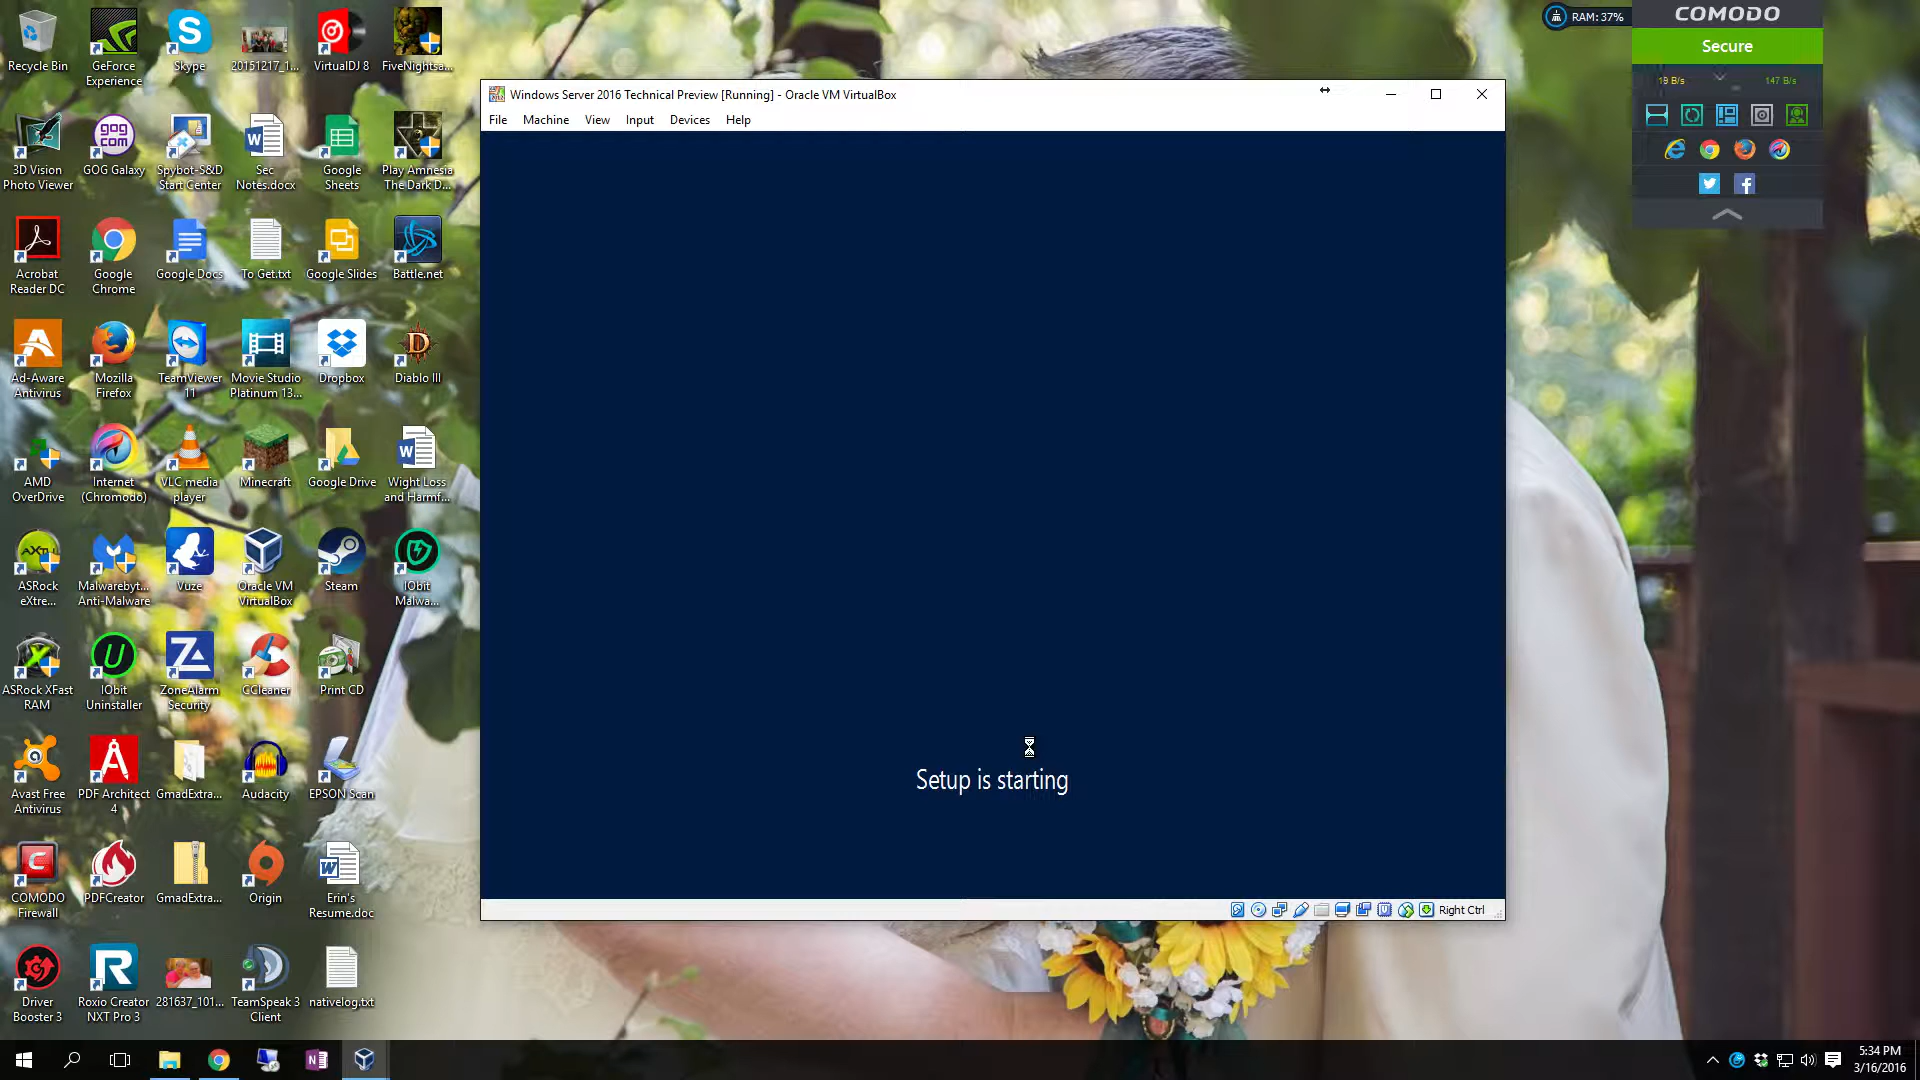 Recycle Bin
GeForce
Experience
Skype
20151217_1...
VirtualDJ 8
FiveNightsa...
3D Vision
Photo Viewer
GOG Galaxy
Spybot-S&D
Start Center
Sec
Notes.docx
Google
Sheets
Play Amnesia
The Dark D...
Acrobat
Reader DC
Google
Chrome
Google Docs
To Get.txt
Google Slides
Battle.net
Ad-Aware
Antivirus
Mozilla
Firefox
TeamViewer
11
Movie Studio
Platinum 13...
Dropbox
Diablo III
AMD
OverDrive
Internet
(Chromodo)
VLC media
player
Minecraft
Google Drive
Wight Loss
and Harmf...
ASRock
eXtre...
Malwarebyt...
Anti-Malware
Vuze
Oracle VM
VirtualBox
Steam
IObit
Malwa...
ASRock XFast
RAM
IObit
Uninstaller
ZoneAlarm
Security
CCleaner
Print CD
Avast Free
Antivirus
PDF Architect
4
GmadExtra...
Audacity
EPSON Scan
COMODO
Firewall
PDFCreator
GmadExtra...
Origin
Erin's
Resume.doc
Driver
Booster 3
Roxio Creator
NXT Pro 3
281637_101...
TeamSpeak 3
Client
nativelog.txt
Windows Server 2016 Technical Preview [Running] - Oracle VM VirtualBox
File Machine View Input Devices Help
Setup is starting
Right Ctrl
RAM: 37%
COMODO
Secure
19 B/s 147 B/s
5:34 PM
3/16/2016